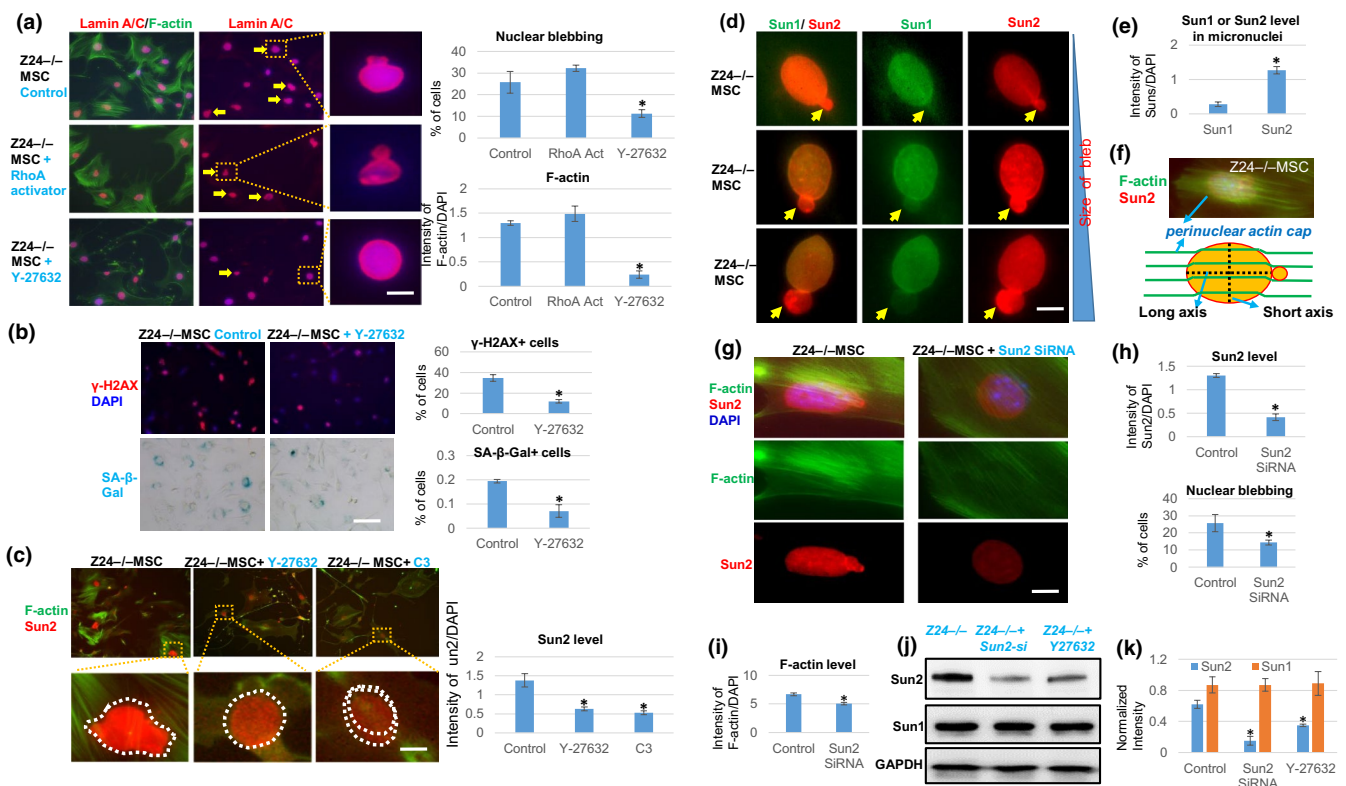 (a)
Lamin A/C/F-actin
Lamin A/C
Z24–/–
MSC
Control
Z24–/–
MSC +
RhoA
activator
Z24–/–
MSC +
Y-27632
Nuclear blebbing
% of cells
50
40
30
20
10
0
*
Control
RhoA Act
Y-27632
F-actin
Intensity of
F-actin/DAPI
2
1.5
1
0.5
0
*
Control
RhoA Act
Y-27632
(b)
Z24–/–MSC Control
Z24–/–MSC + Y-27632
γ-H2AX
DAPI
SA-β-
Gal
γ-H2AX+ cells
% of cells
60
40
20
0
*
Control
Y-27632
SA-β-Gal+ cells
% of cells
0.3
0.2
0.1
0
*
Control
Y-27632
(c)
Z24–/–MSC
Z24–/–MSC+ Y-27632
Z24–/– MSC+ C3
F-actin
Sun2
Sun2 level
Intensity of un2/DAPI
2
1.5
1
0.5
0
*
*
Control
Y-27632
C3
(d)
Sun1/ Sun2
Sun1
Sun2
Z24–/–
MSC
Z24–/–
MSC
Z24–/–
MSC
Size of bleb
(e)
Sun1 or Sun2 level
in micronuclei
Intensity of
Suns/DAPI
2
1.5
1
0.5
0
*
Sun1
Sun2
(f)
Z24–/–MSC
F-actin
Sun2
perinuclear actin cap
Long axis
Short axis
(g)
Z24–/–MSC
Z24–/–MSC + Sun2 SiRNA
F-actin
Sun2
DAPI
F-actin
Sun2
(h)
Sun2 level
Intensity of
Sun2/DAPI
1.5
1
0.5
0
*
Control
Sun2
SiRNA
Nuclear blebbing
% of cells
40
30
20
10
0
*
Control
Sun2
SiRNA
(i)
F-actin level
Intensity of
F-actin/DAPI
10
5
0
*
Control
Sun2
SiRNA
(j)
Z24–/–
Z24–/–+
Sun2-si
Z24–/–+
Y27632
Sun2
Sun1
GAPDH
(k)
Sun2
Sun1
Normalized
Intensity
1.2
0.8
0.4
0
*
*
Control
Sun2
SiRNA
Y-27632